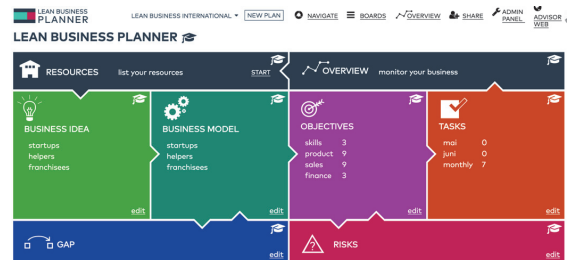 LEAN BUSINESS
PLANNER
LEAN BUSINESS INTERNATIONAL
NEW PLAN
NAVIGATE
BOARDS
OVERVIEW
SHARE
ADMIN
PANEL
ADVISOR
WEB
LEAN BUSINESS PLANNER
RESOURCES list your resources START
OVERVIEW monitor your business
BUSINESS IDEA
startups
helpers
franchisees
edit
BUSINESS MODEL
startups
helpers
franchisees
edit
OBJECTIVES
skills 3
product 9
sales 9
finance 3
edit
TASKS
mai 0
juni 0
monthly 7
edit
GAP
edit
RISKS
edit